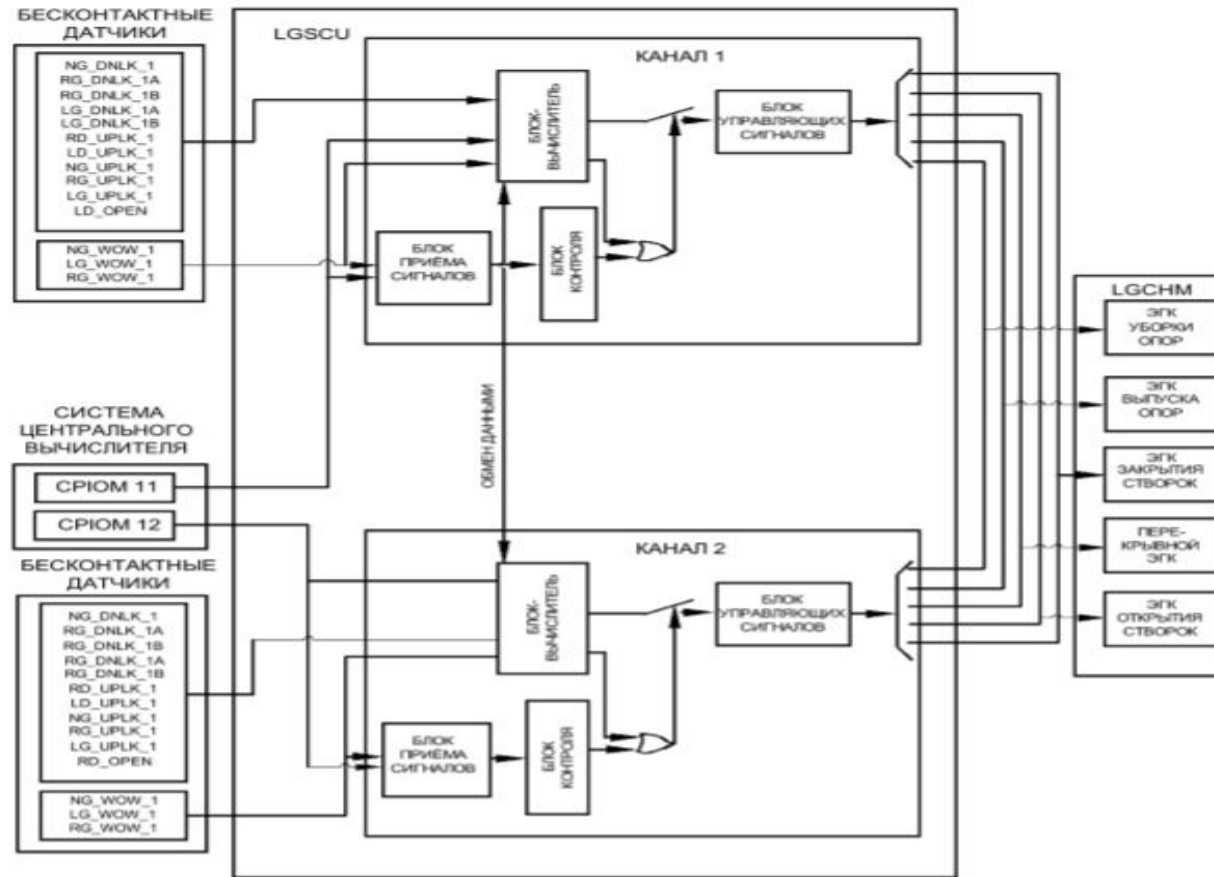 БЕСКОНТАКТНЫЕ
ДАТЧИКИ
NG_DNLK_1
RG_DNLK_1A
RG_DNLK_1B
LG_DNLK_1A
LG_DNLK_1B
RD_UPLK_1
LD_UPLK_1
NG_UPLK_1
RG_UPLK_1
LG_UPLK_1
LD_OPEN
NG_WOW_1
LG_WOW_1
RG_WOW_1
СИСТЕМА
ЦЕНТРАЛЬНОГО
ВЫЧИСЛИТЕЛЯ
CPIOM 11
CPIOM 12
БЕСКОНТАКТНЫЕ
ДАТЧИКИ
NG_DNLK_1
RG_DNLK_1A
RG_DNLK_1B
RG_DNLK_1A
RG_DNLK_1B
RD_UPLK_1
LD_UPLK_1
NG_UPLK_1
RG_UPLK_1
LG_UPLK_1
RD_OPEN
NG_WOW_1
LG_WOW_1
RG_WOW_1
LGSCU
КАНАЛ 1
БЛОК-
ВЫЧИСЛИТЕЛЬ
БЛОК
УПРАВЛЯЮЩИХ
СИГНАЛОВ
БЛОК
ПРИЁМА
СИГНАЛОВ
БЛОК
КОНТРОЛЯ
ОБМЕН ДАННЫМИ
КАНАЛ 2
БЛОК-
ВЫЧИСЛИТЕЛЬ
БЛОК
УПРАВЛЯЮЩИХ
СИГНАЛОВ
БЛОК
ПРИЁМА
СИГНАЛОВ
БЛОК
КОНТРОЛЯ
LGCHM
ЭГК
УБОРКИ
ОПОР
ЭГК
ВЫПУСКА
ОПОР
ЭГК
ЗАКРЫТИЯ
СТВОРОК
ПЕРЕ-
КРЫВНОЙ
ЭГК
ЭГК
ОТКРЫТИЯ
СТВОРОК